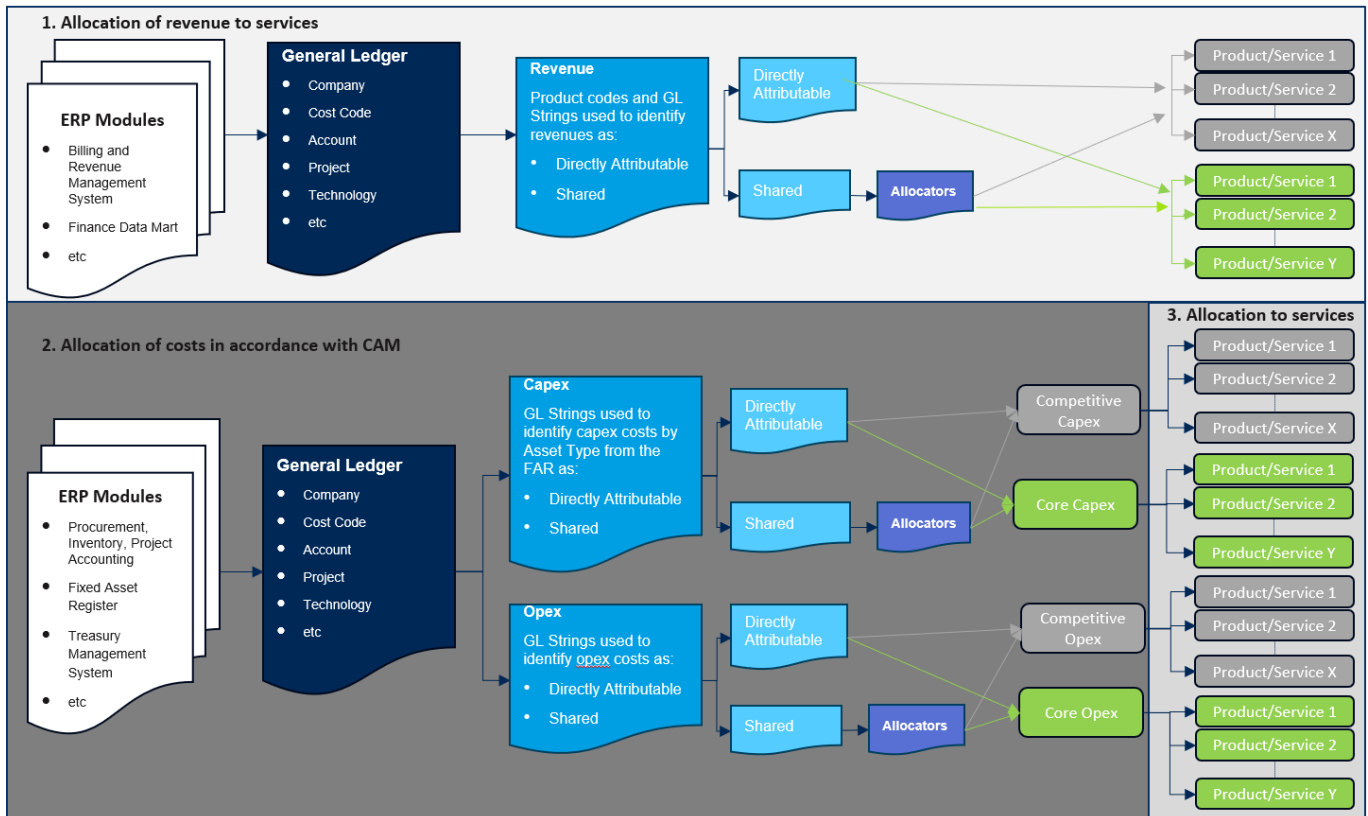 1. Allocation of revenue to services
ERP Modules
• Billing and
Revenue
Management
System
• Finance Data Mart
• etc
General Ledger
• Company
• Cost Code
• Account
• Project
• Technology
• etc
Revenue
Product codes and GL
Strings used to identify
revenues as:
• Directly Attributable
• Shared
Directly
Attributable
Shared
Allocators
Product/Service 1
Product/Service 2
Product/Service X
Product/Service 1
Product/Service 2
Product/Service Y
2. Allocation of costs in accordance with CAM
ERP Modules
• Procurement,
Inventory, Project
Accounting
• Fixed Asset
Register
• Treasury
Management
System
• etc
General Ledger
• Company
• Cost Code
• Account
• Project
• Technology
• etc
Capex
GL Strings used to
identify capex costs by
Asset Type from the
FAR as:
• Directly Attributable
• Shared
Directly
Attributable
Shared
Allocators
Competitive
Capex
Core Capex
Opex
GL Strings used to
identify opex costs as:
• Directly Attributable
• Shared
Directly
Attributable
Shared
Allocators
Competitive
Opex
Core Opex
3. Allocation to services
Product/Service 1
Product/Service 2
Product/Service X
Product/Service 1
Product/Service 2
Product/Service Y
Product/Service 1
Product/Service 2
Product/Service X
Product/Service 1
Product/Service 2
Product/Service Y